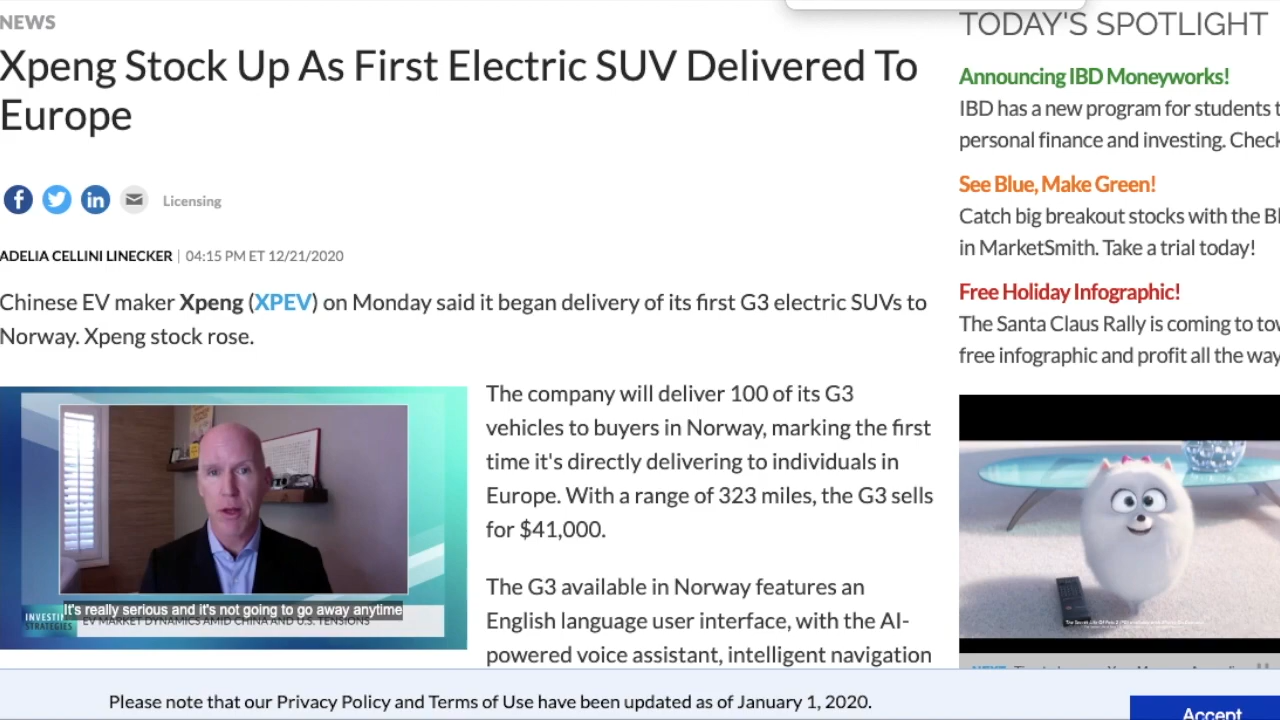 NEWS
Xpeng Stock Up As First Electric SUV Delivered To
Europe
Licensing
ADELIA CELLINI LINECKER | 04:15 PM ET 12/21/2020
Chinese EV maker Xpeng (XPEV) on Monday said it began delivery of its first G3 electric SUVs to
Norway. Xpeng stock rose.
It's really serious and it's not going to go away anytime
INVESTIN
STRATEGIES
EV MARKET DYNAMICS AMID CHINA AND U.S. TENSIONS
The company will deliver 100 of its G3
vehicles to buyers in Norway, marking the first
time it's directly delivering to individuals in
Europe. With a range of 323 miles, the G3 sells
for $41,000.
The G3 available in Norway features an
English language user interface, with the AI-
powered voice assistant, intelligent navigation
TODAY'S SPOTLIGHT
Announcing IBD Moneyworks!
IBD has a new program for students t
personal finance and investing. Check
See Blue, Make Green!
Catch big breakout stocks with the Bl
in MarketSmith. Take a trial today!
Free Holiday Infographic!
The Santa Claus Rally is coming to tow
free infographic and profit all the way
Please note that our Privacy Policy and Terms of Use have been updated as of January 1, 2020.
Accept